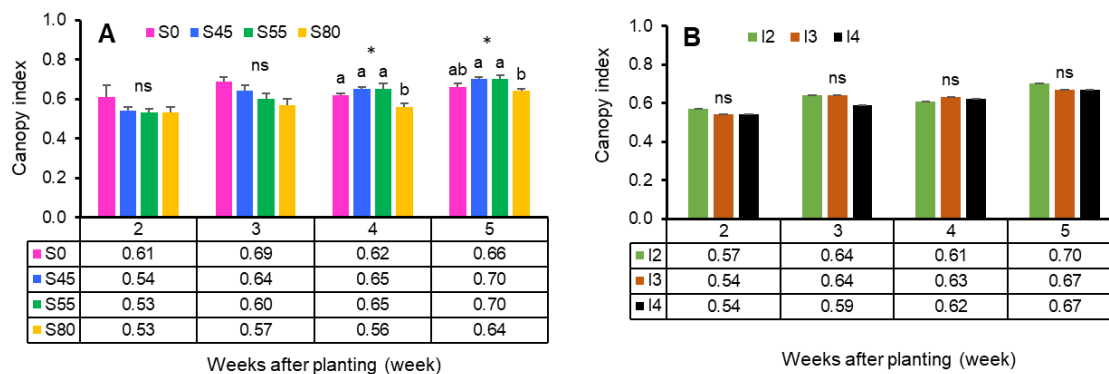 A
S0 S45 S55 S80
Canopy index
1.0
0.8
0.6
0.4
0.2
0.0
ns
ns
*
a a a b
*
ab a a b
2 3 4 5
S0 0.61 0.69 0.62 0.66
S45 0.54 0.64 0.65 0.70
S55 0.53 0.60 0.65 0.70
S80 0.53 0.57 0.56 0.64
Weeks after planting (week)
B
I2 I3 I4
Canopy index
1.0
0.8
0.6
0.4
0.2
0.0
ns
ns
ns
ns
2 3 4 5
I2 0.57 0.64 0.61 0.70
I3 0.54 0.64 0.63 0.67
I4 0.54 0.59 0.62 0.67
Weeks after planting (week)